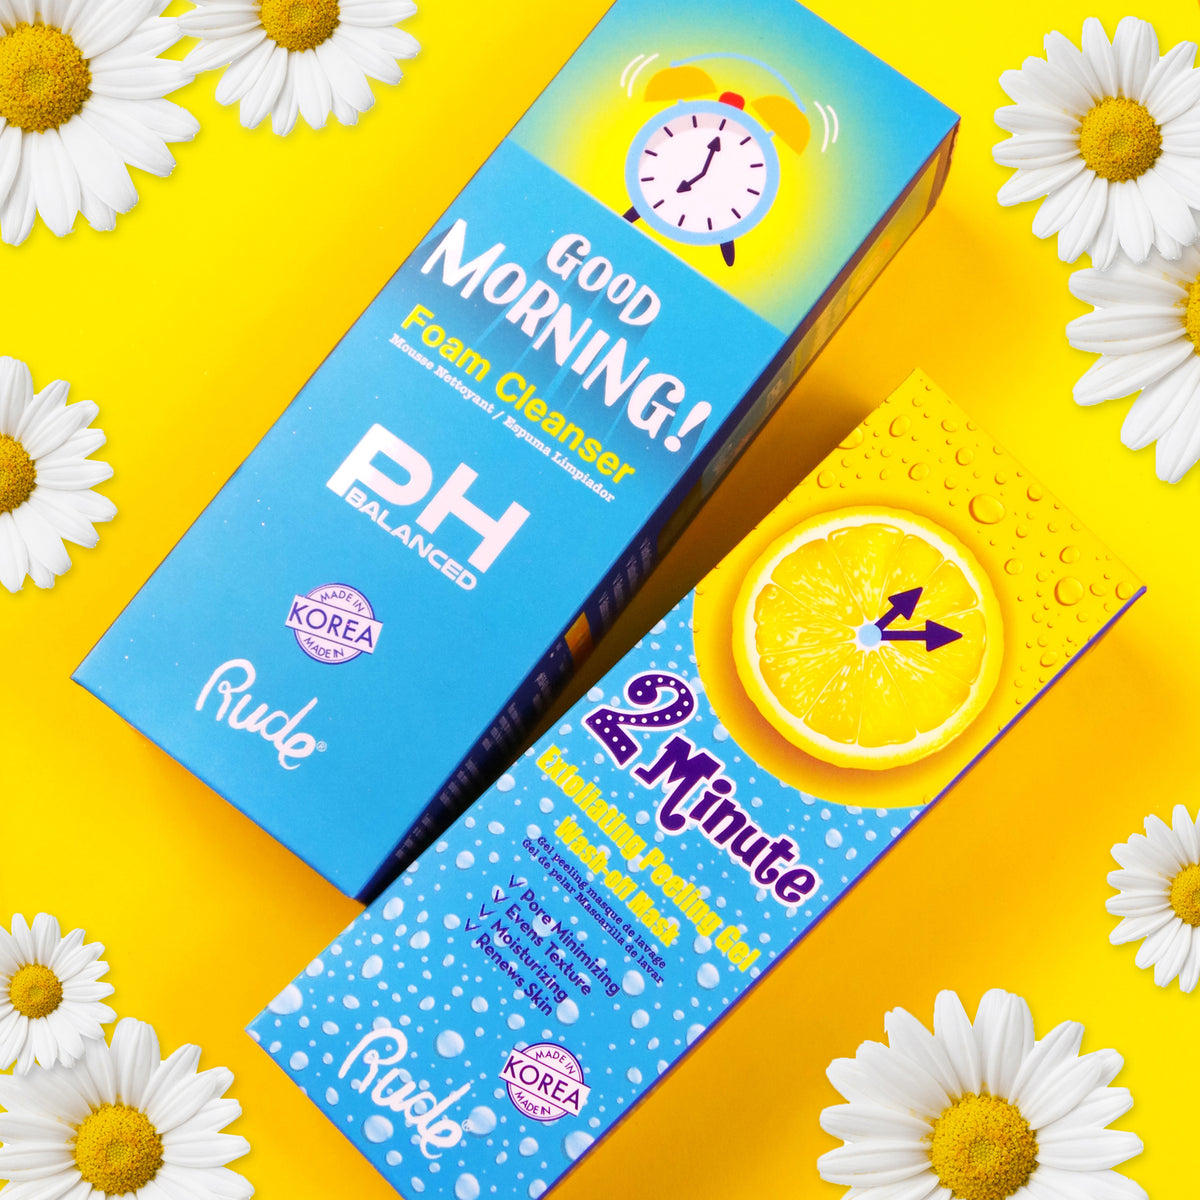 GOOD
MORNING!
Foam Cleanser
Mousse Nettoyant / Espuma Limpiador
PH
BALANCED
MADE IN
KOREA
MADE IN
Rude®
2 Minute
Exfoliating Peeling Gel
Wash-off Mask
Gel peeling masque de lavage
Gel de pelar Mascarilla de lavar
✓ Pore Minimizing
✓ Evens Texture
✓ Moisturizing
✓ Renews Skin
MADE IN
KOREA
MADE IN
Rude®